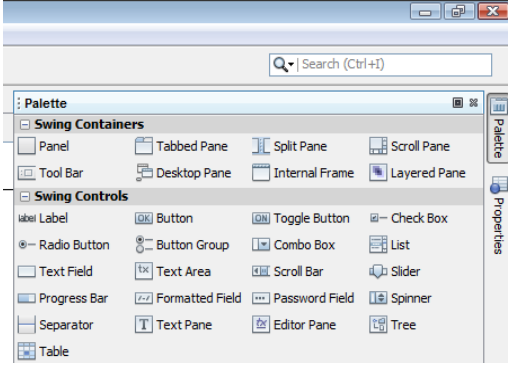 Search (Ctrl+I)
Palette
Swing Containers
Panel Tabbed Pane Split Pane Scroll Pane
Tool Bar Desktop Pane Internal Frame Layered Pane
Swing Controls
label Label OK Button ON Toggle Button Check Box
Radio Button Button Group Combo Box List
Text Field tx Text Area Scroll Bar Slider
Progress Bar Formatted Field Password Field Spinner
Separator T Text Pane tx Editor Pane Tree
Table
Palette
Properties